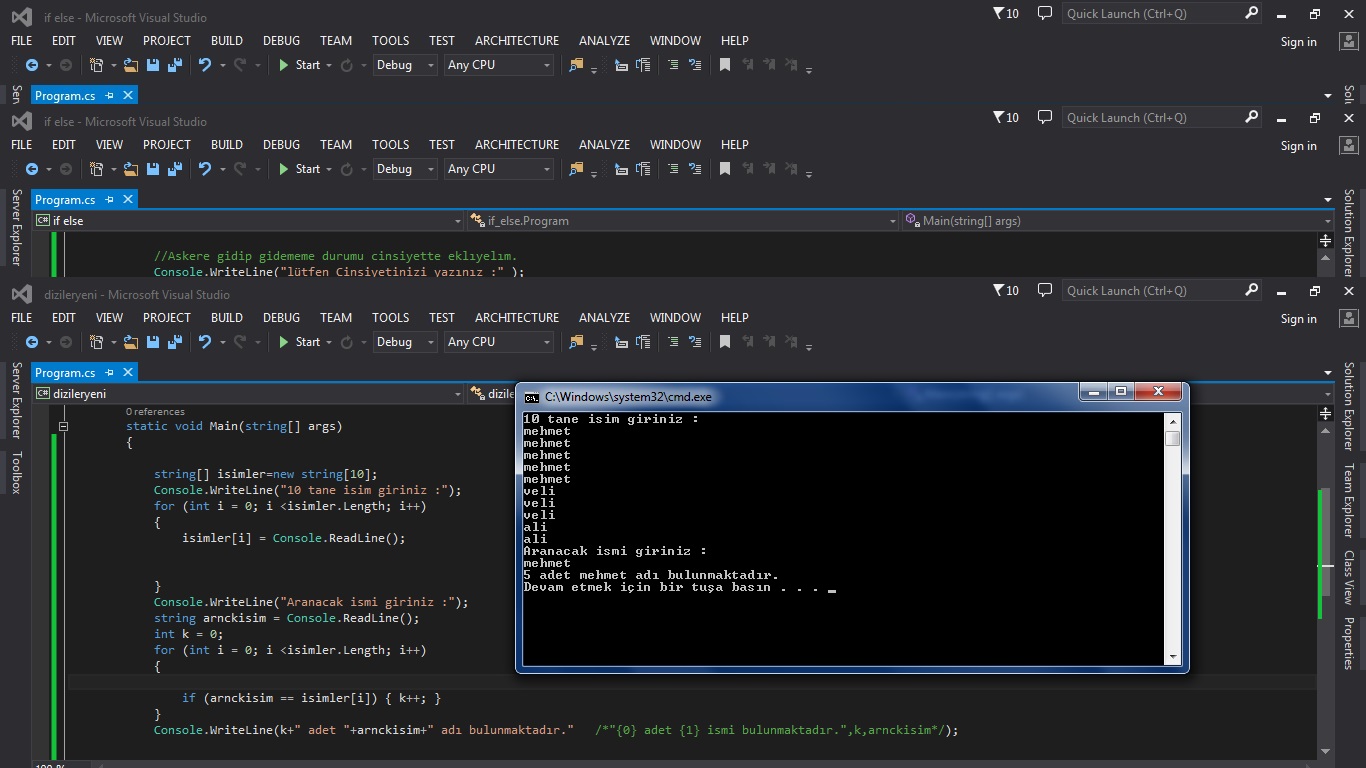 if else - Microsoft Visual Studio
10
Quick Launch (Ctrl+Q)
FILE EDIT VIEW PROJECT BUILD DEBUG TEAM TOOLS TEST ARCHITECTURE ANALYZE WINDOW HELP
Sign in
Start Debug Any CPU
Program.cs
if else - Microsoft Visual Studio
10
Quick Launch (Ctrl+Q)
FILE EDIT VIEW PROJECT BUILD DEBUG TEAM TOOLS TEST ARCHITECTURE ANALYZE WINDOW HELP
Sign in
Start Debug Any CPU
Server Explorer
Program.cs
Solution Explorer
C# if else
if_else.Program
Main(string[] args)
//Askere gidip gidememe durumu cinsiyette eklıyelım.
Console.WriteLine("lütfen Cinsiyetinizi yazınız :" );
dizileryeni - Microsoft Visual Studio
10
Quick Launch (Ctrl+Q)
FILE EDIT VIEW PROJECT BUILD DEBUG TEAM TOOLS TEST ARCHITECTURE ANALYZE WINDOW HELP
Sign in
Start Debug Any CPU
Server Explorer
Toolbox
Program.cs
C# dizileryeni
0 references
static void Main(string[] args)
{
string[] isimler=new string[10];
Console.WriteLine("10 tane isim giriniz :");
for (int i = 0; i <isimler.Length; i++)
{
isimler[i] = Console.ReadLine();
}
Console.WriteLine("Aranacak ismi giriniz :");
string arnckisim = Console.ReadLine();
int k = 0;
for (int i = 0; i <isimler.Length; i++)
{
if (arnckisim == isimler[i]) { k++; }
}
Console.WriteLine(k+" adet "+arnckisim+" adı bulunmaktadır." /*"{0} adet {1} ismi bulunmaktadır.",k,arnckisim*/);
C:\Windows\system32\cmd.exe
10 tane isim giriniz :
mehmet
mehmet
mehmet
mehmet
mehmet
veli
veli
veli
ali
ali
Aranacak ismi giriniz :
mehmet
5 adet mehmet adı bulunmaktadır.
Devam etmek için bir tuşa basın . . .
Solution Explorer
Team Explorer
Class View
Properties